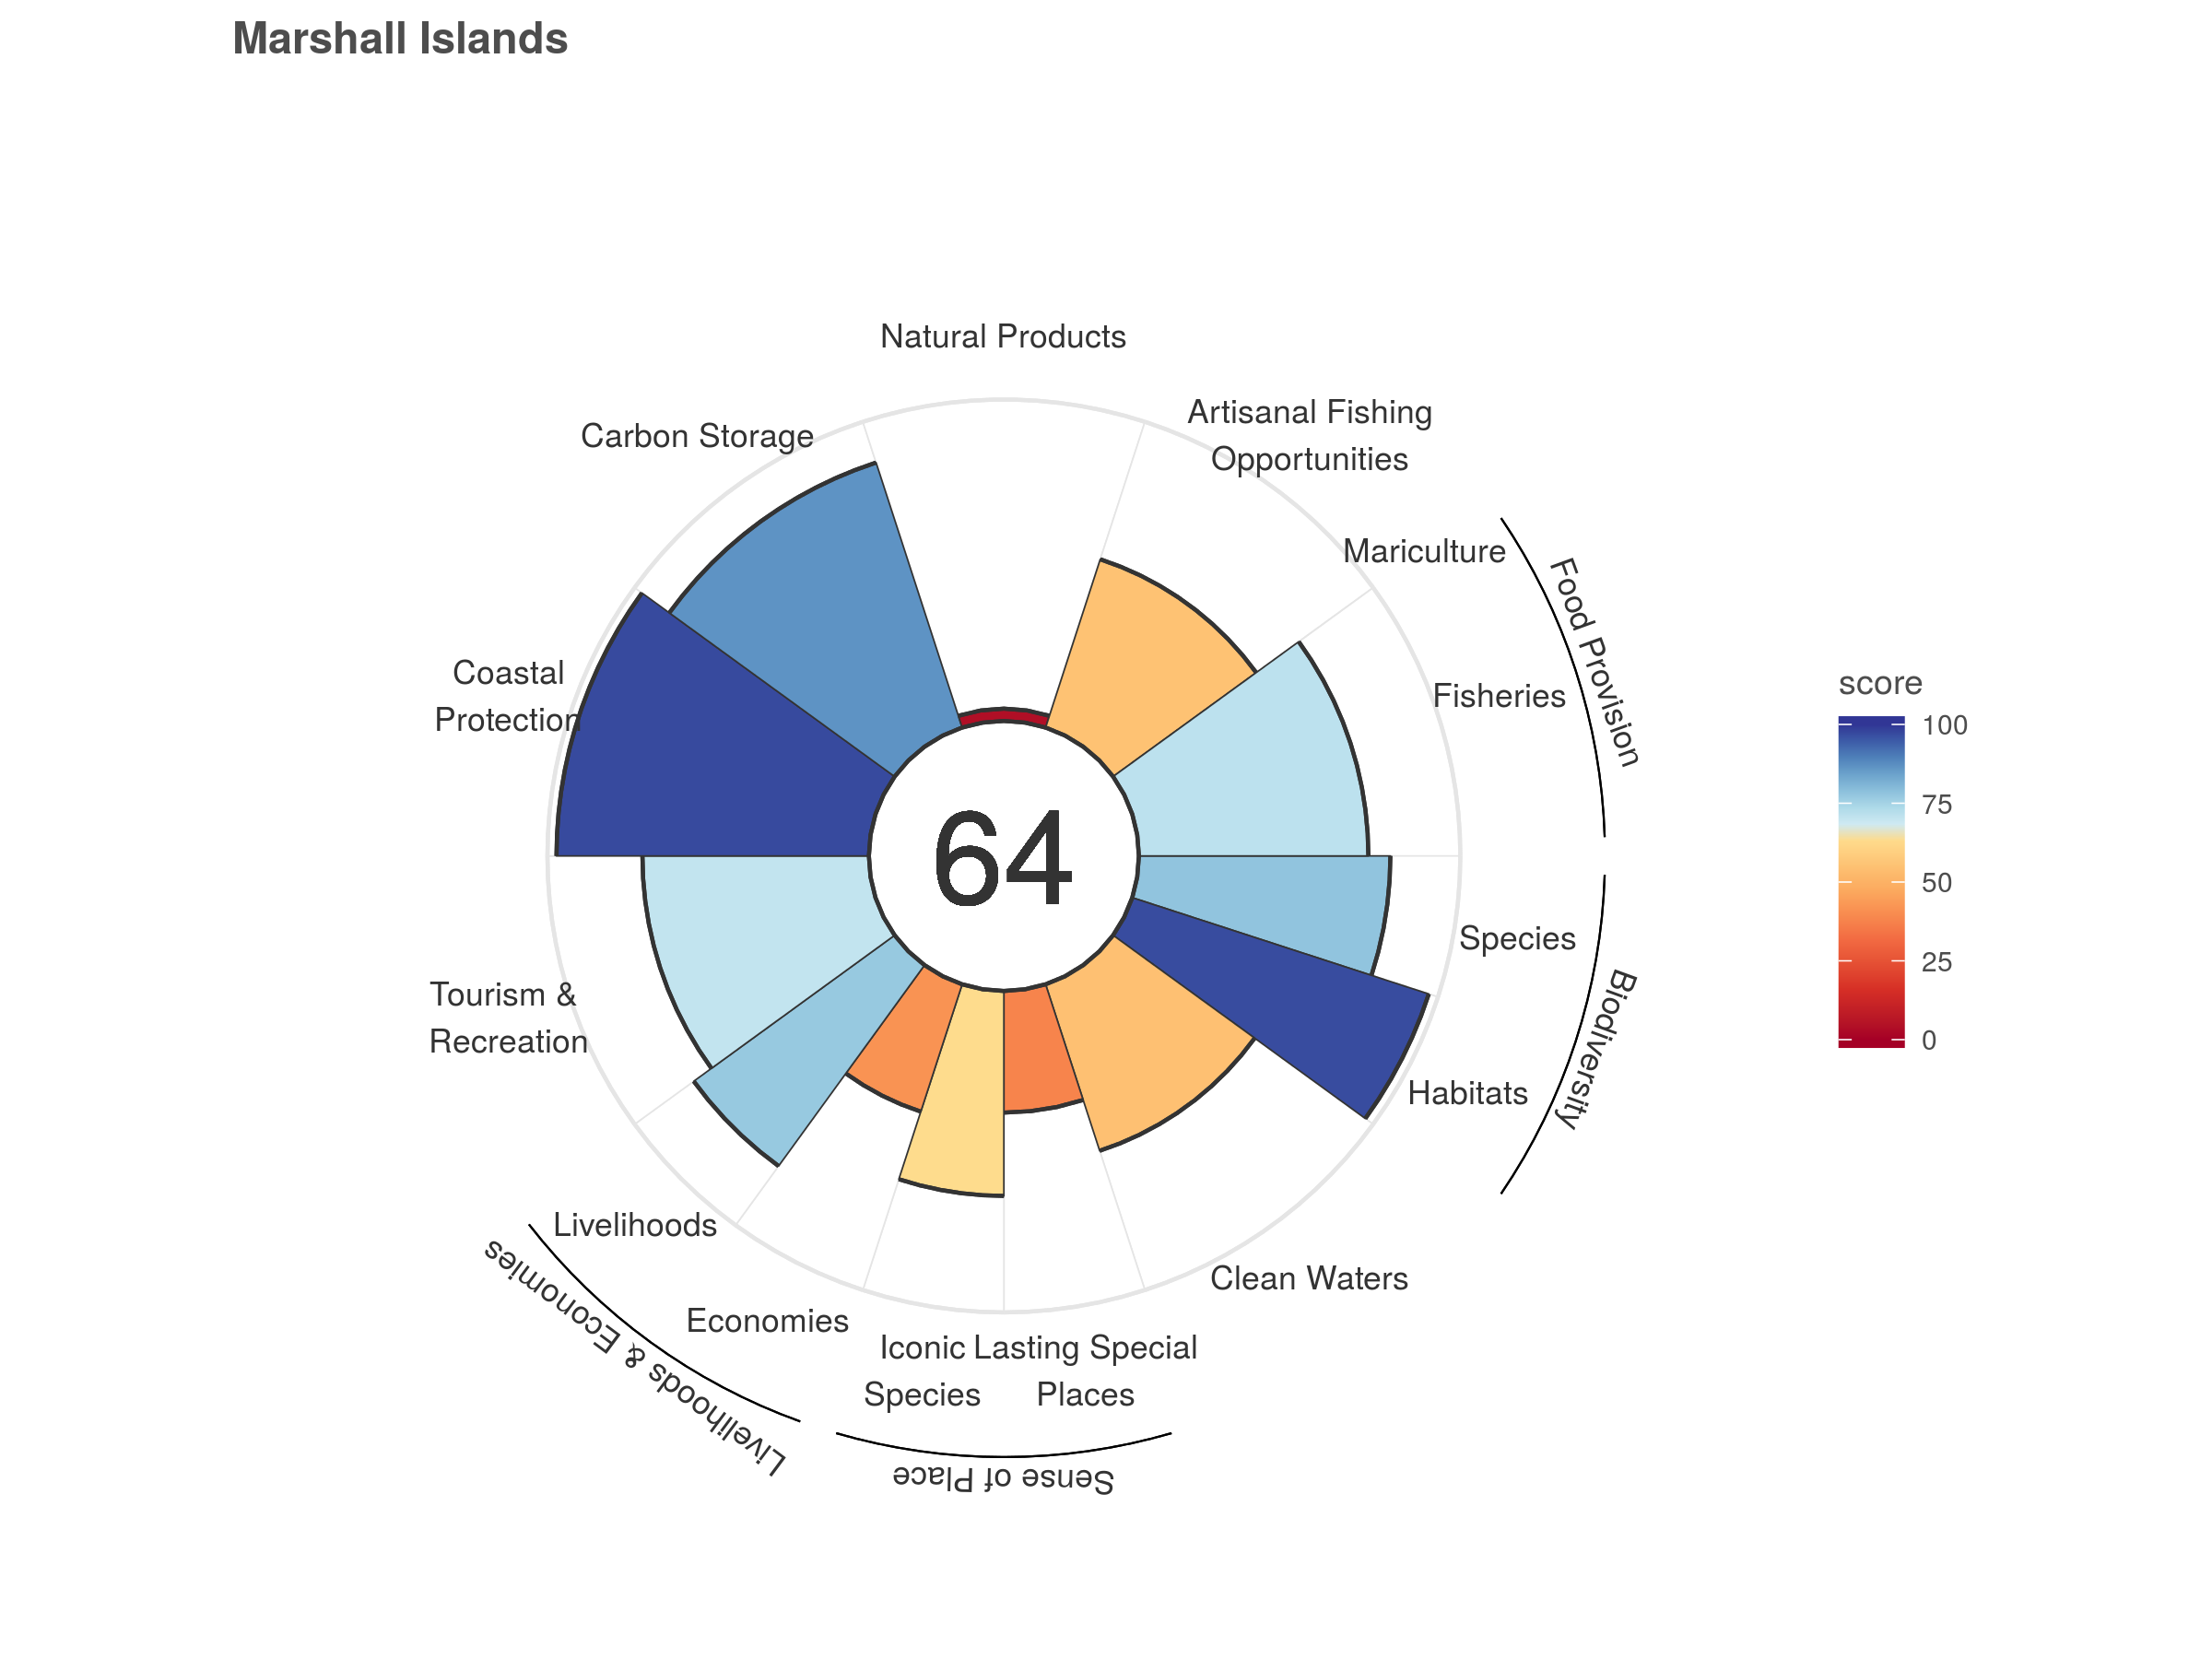 Marshall Islands
Natural Products
Artisanal Fishing
Opportunities
Carbon Storage
Mariculture
Food Provision
Fisheries
Coastal
Protection
score
100
75
50
25
0
64
Species
Biodiversity
Habitats
Tourism &
Recreation
Livelihoods
Clean Waters
Economies
Livelihoods & Economies
Iconic
Species
Lasting Special
Places
Sense of Place